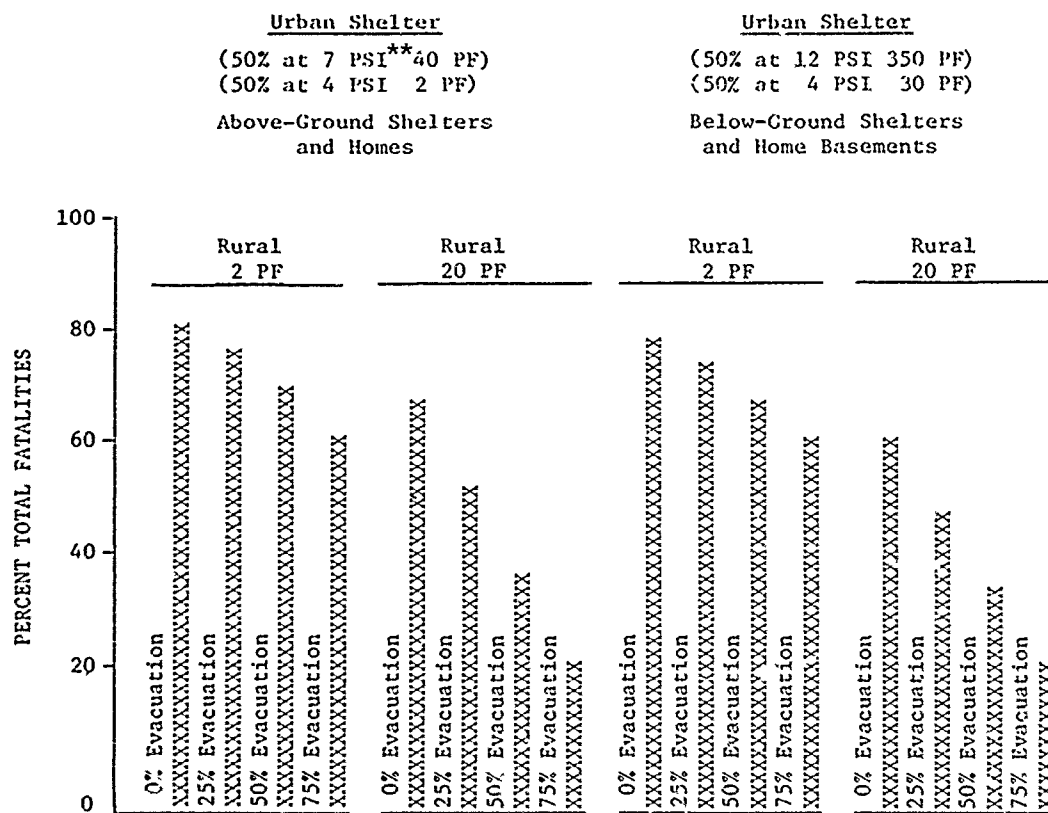 Urban Shelter
(50% at 7 PSI** 40 PF)
(50% at 4 PSI 2 PF)
Above-Ground Shelters
and Homes
Urban Shelter
(50% at 12 PSI 350 PF)
(50% at 4 PSI 30 PF)
Below-Ground Shelters
and Home Basements
PERCENT TOTAL FATALITIES
100
80
60
40
20
0
Rural
2 PF
0% Evacuation
25% Evacuation
50% Evacuation
75% Evacuation
Rural
20 PF
0% Evacuation
25% Evacuation
50% Evacuation
75% Evacuation
Rural
2 PF
0% Evacuation
25% Evacuation
50% Evacuation
75% Evacuation
Rural
20 PF
0% Evacuation
25% Evacuation
50% Evacuation
75% Evacuation